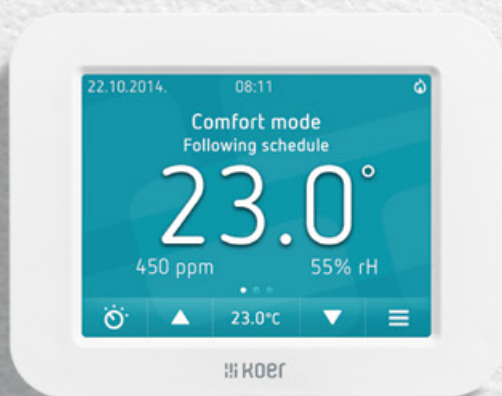 22.10.2014. 08:11
Comfort mode
Following schedule
23.0°
450 ppm 55% rH
23.0°C
KOER